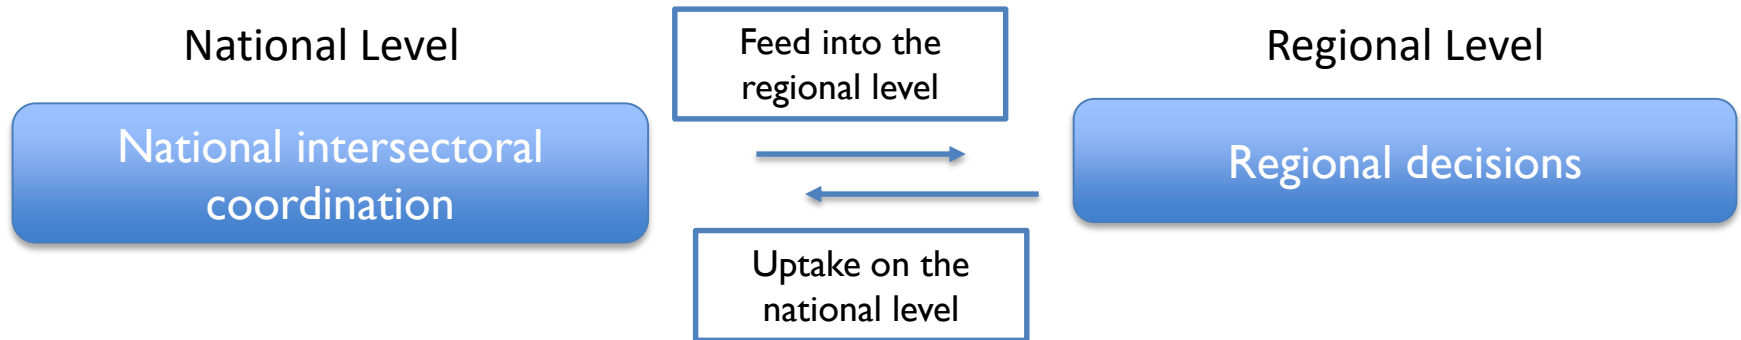 National Level
National intersectoral
coordination
Feed into the
regional level
Uptake on the
national level
Regional Level
Regional decisions